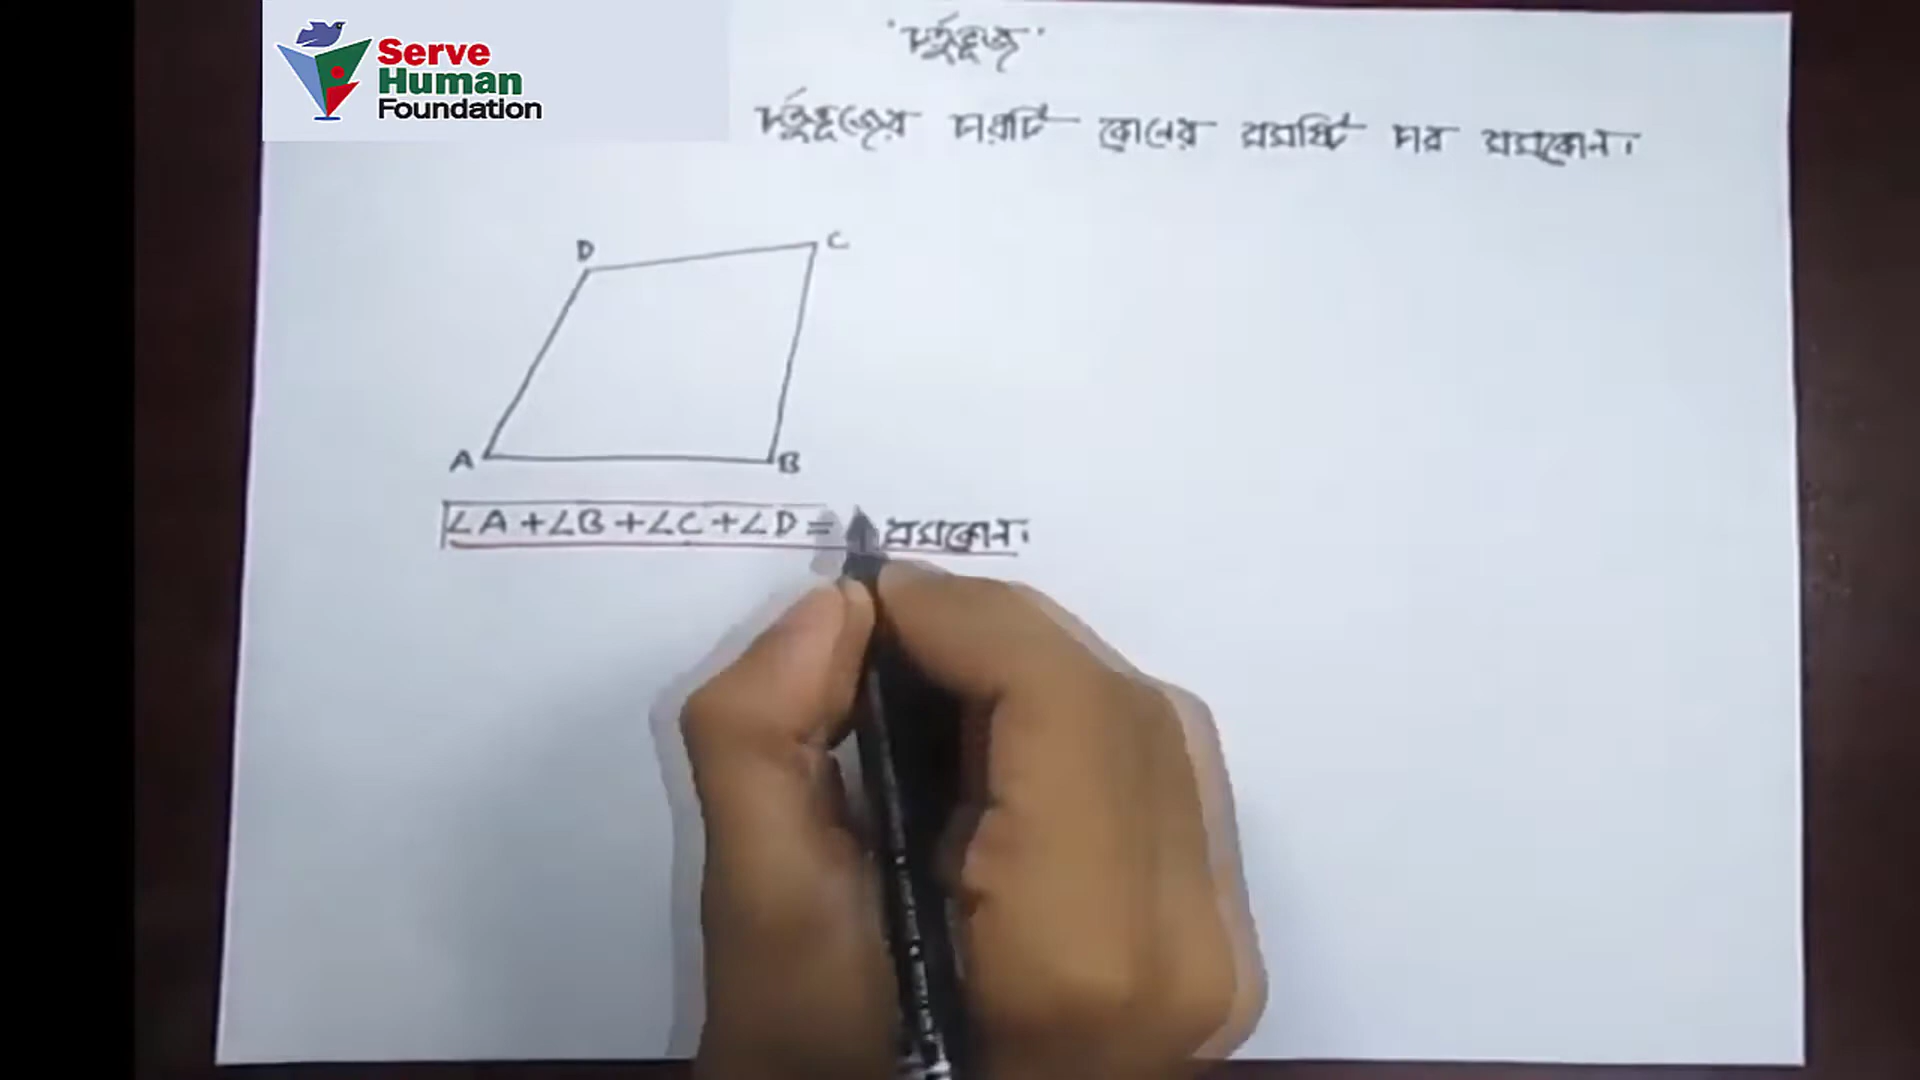 Serve
Human
Foundation
"চতুর্ভুজ"
চতুর্ভুজের চারটি কোনের সমষ্টি চার সমকোন।
D
C
A
B
∠A+∠B+∠C+∠D= সমকোন।